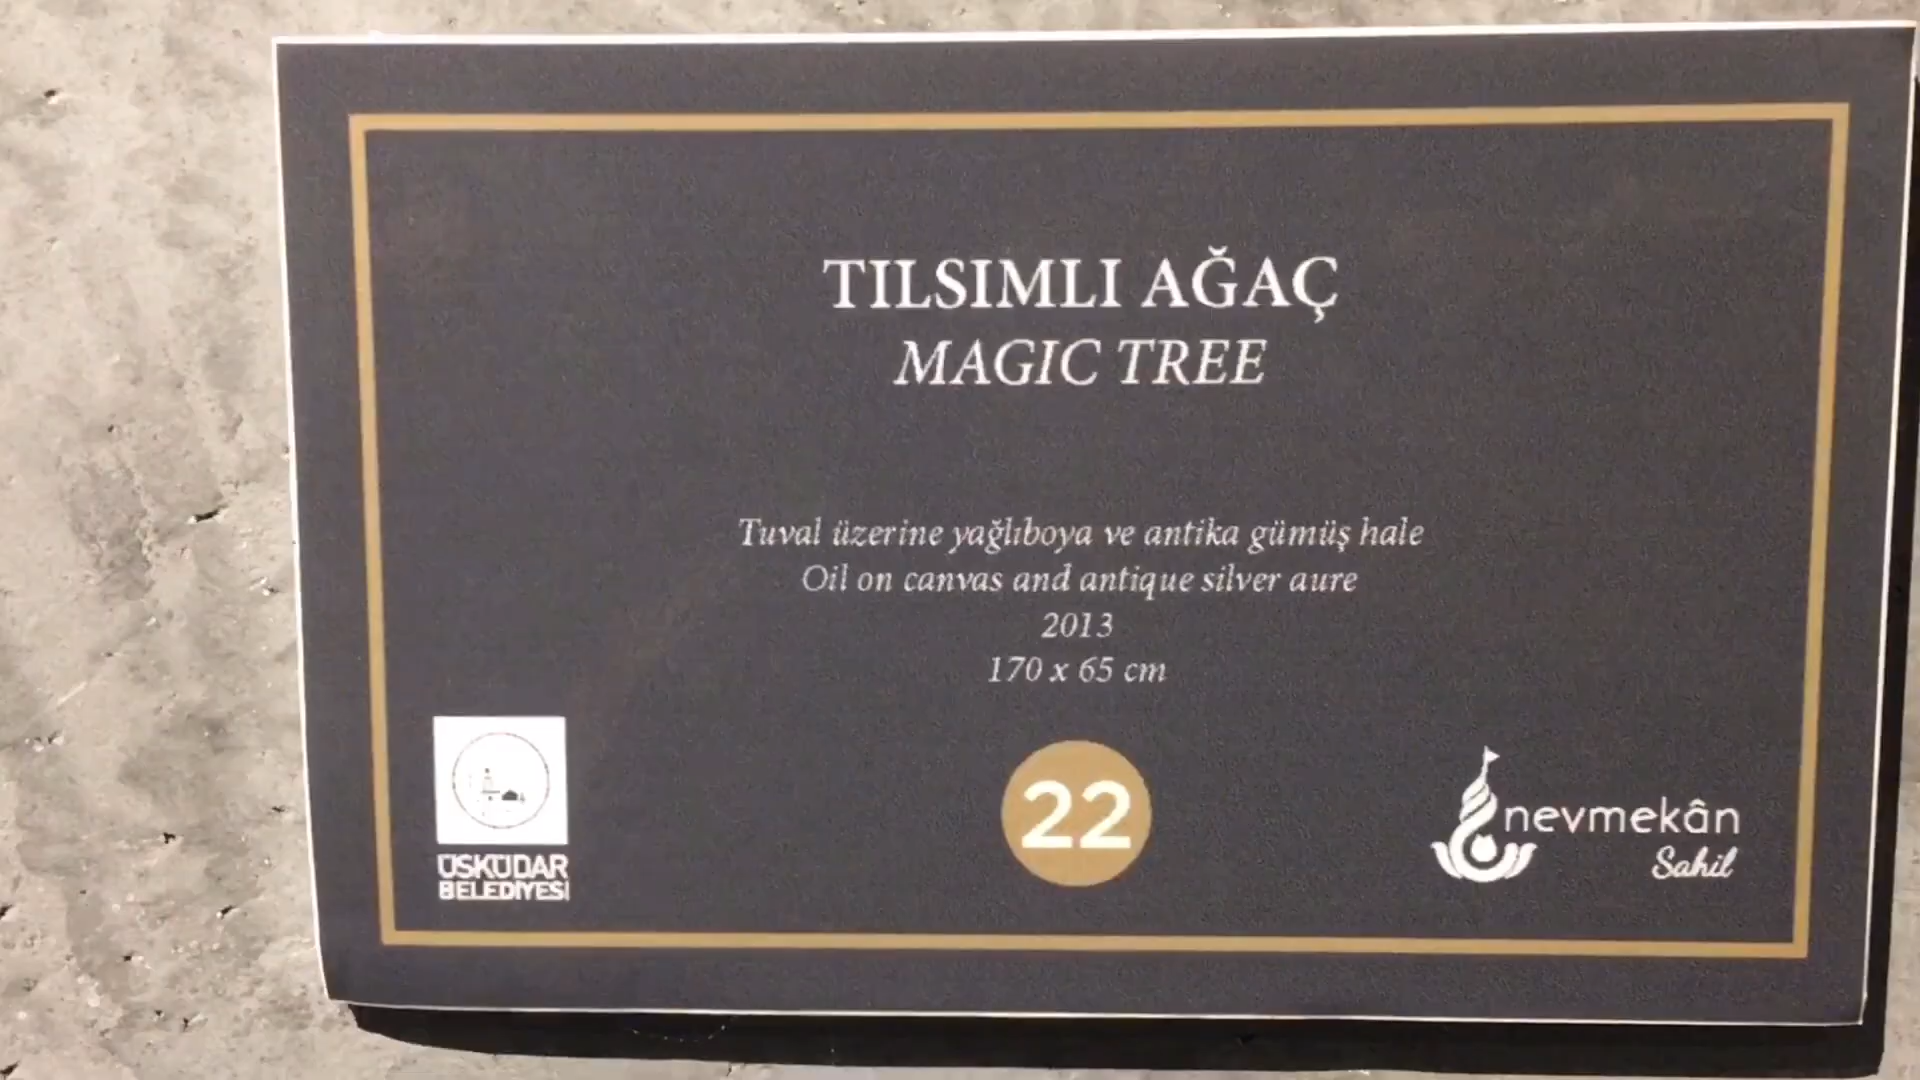 TILSIMLI AĞAÇ
MAGIC TREE
Tuval üzerine yağlıboya ve antika gümüş hale
Oil on canvas and antique silver aure
2013
170 x 65 cm
ÜSKÜDAR
BELEDİYESİ
22
nevmekân
Sahil